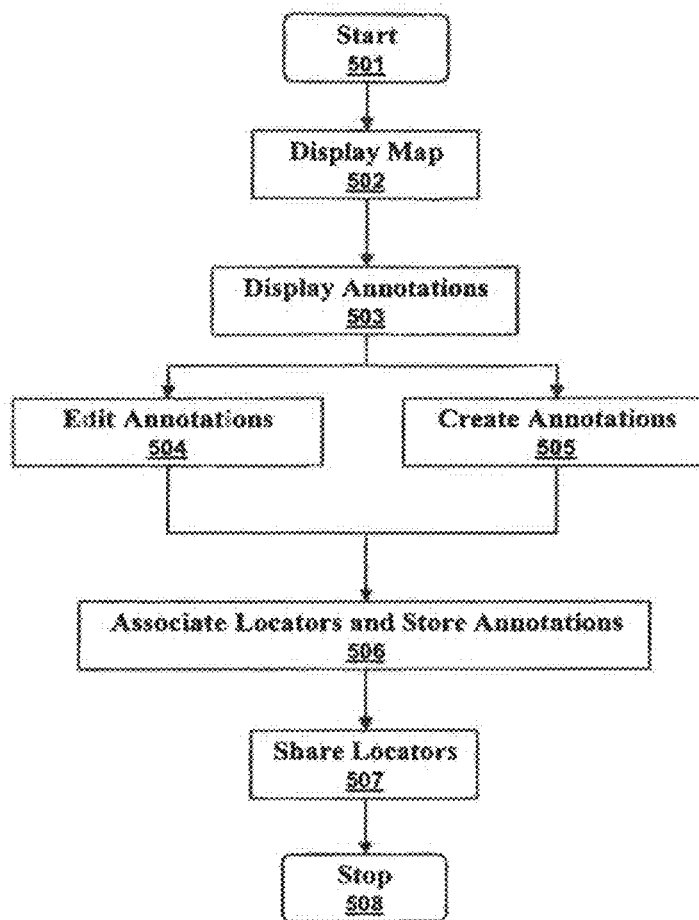 Start
501
Display Map
502
Display Annotations
503
Edit Annotations
504
Create Annotations
505
Associate Locators and Store Annotations
506
Share Locators
507
Stop
508